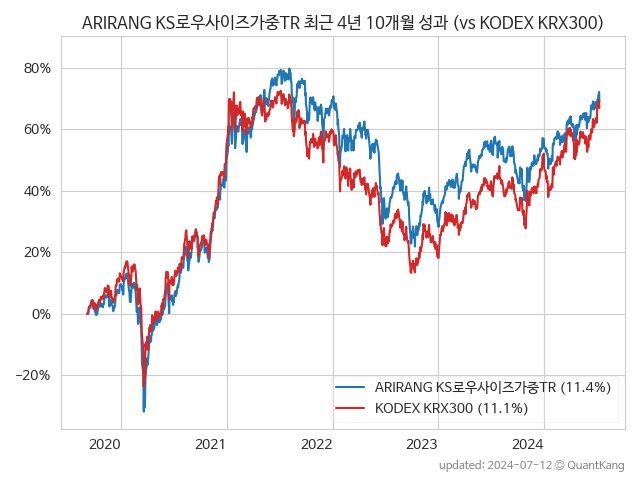 ARIRANG KS로우사이즈가중TR 최근 4년 10개월 성과 (vs KODEX KRX300)
80%
60%
40%
20%
0%
−20%
ARIRANG KS로우사이즈가중TR (11.4%)
KODEX KRX300 (11.1%)
2020 2021 2022 2023 2024
updated: 2024-07-12 © QuantKang